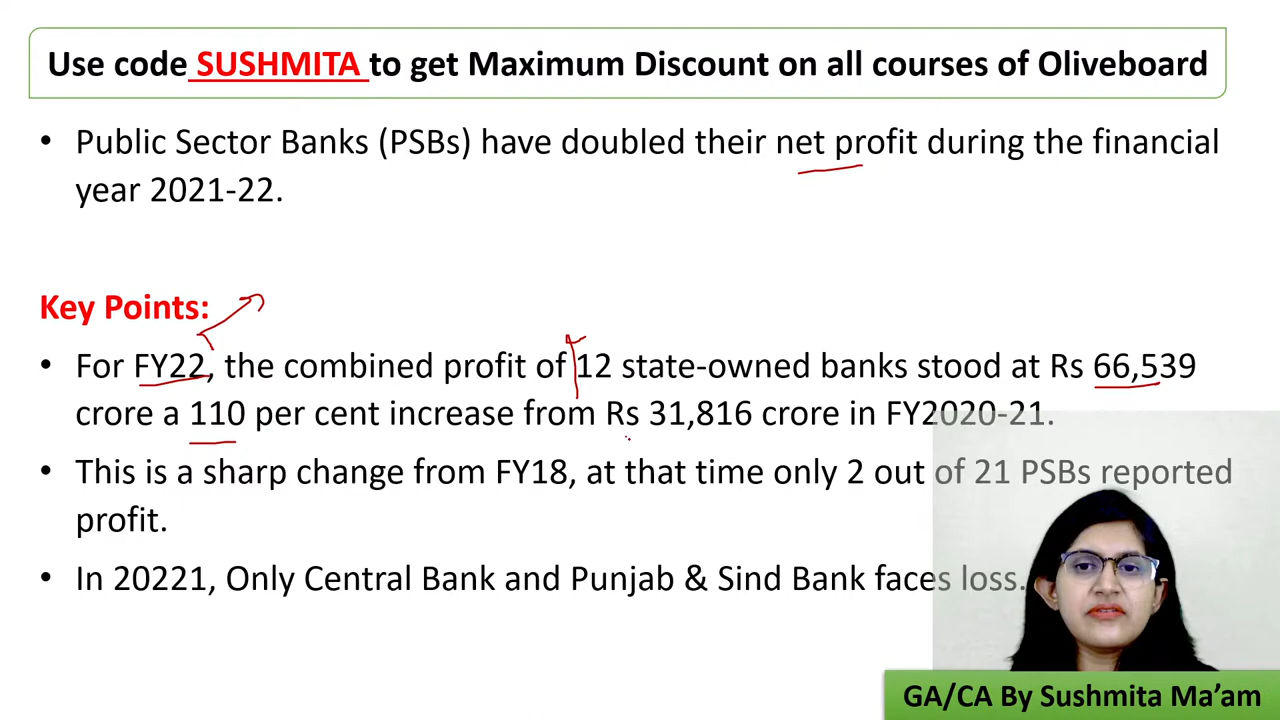 Use code SUSHMITA to get Maximum Discount on all courses of Oliveboard
• Public Sector Banks (PSBs) have doubled their net profit during the financial
year 2021-22.
Key Points:
• For FY22, the combined profit of 12 state-owned banks stood at Rs 66,539
crore a 110 per cent increase from Rs 31,816 crore in FY2020-21.
• This is a sharp change from FY18, at that time only 2 out of 21 PSBs reported
profit.
• In 20221, Only Central Bank and Punjab & Sind Bank faces loss.
GA/CA By Sushmita Ma’am